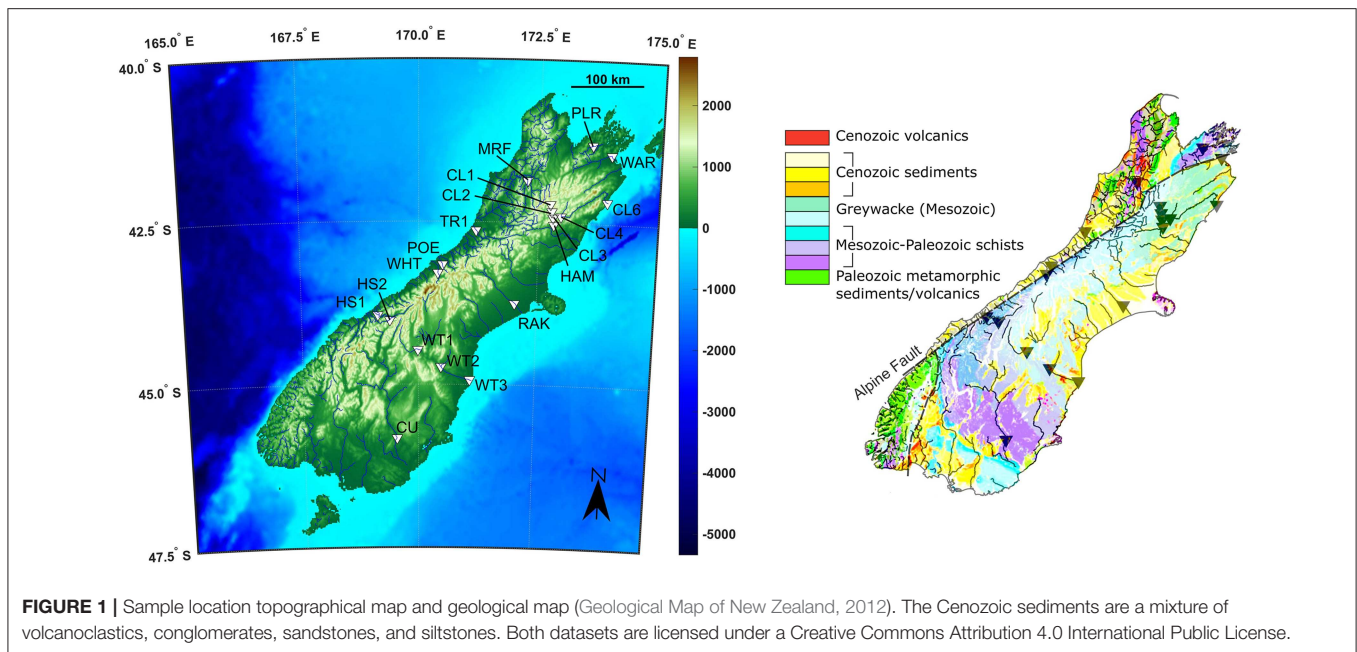 165.0° E
167.5° E
170.0° E
172.5° E
175.0° E
40.0° S
42.5° S
45.0° S
47.5° S
100 km
PLR
MRF
WAR
CL1
CL2
CL6
TR1
CL4
CL3
POE
WHT
HAM
HS2
HS1
RAK
WT1
WT2
WT3
CU
N
2000
1000
0
-1000
-2000
-3000
-4000
-5000
Cenozoic volcanics
Cenozoic sediments
Greywacke (Mesozoic)
Mesozoic-Paleozoic schists
Paleozoic metamorphic
sediments/volcanics
Alpine Fault
FIGURE 1 | Sample location topographical map and geological map (Geological Map of New Zealand, 2012). The Cenozoic sediments are a mixture of
volcanoclastics, conglomerates, sandstones, and siltstones. Both datasets are licensed under a Creative Commons Attribution 4.0 International Public License.